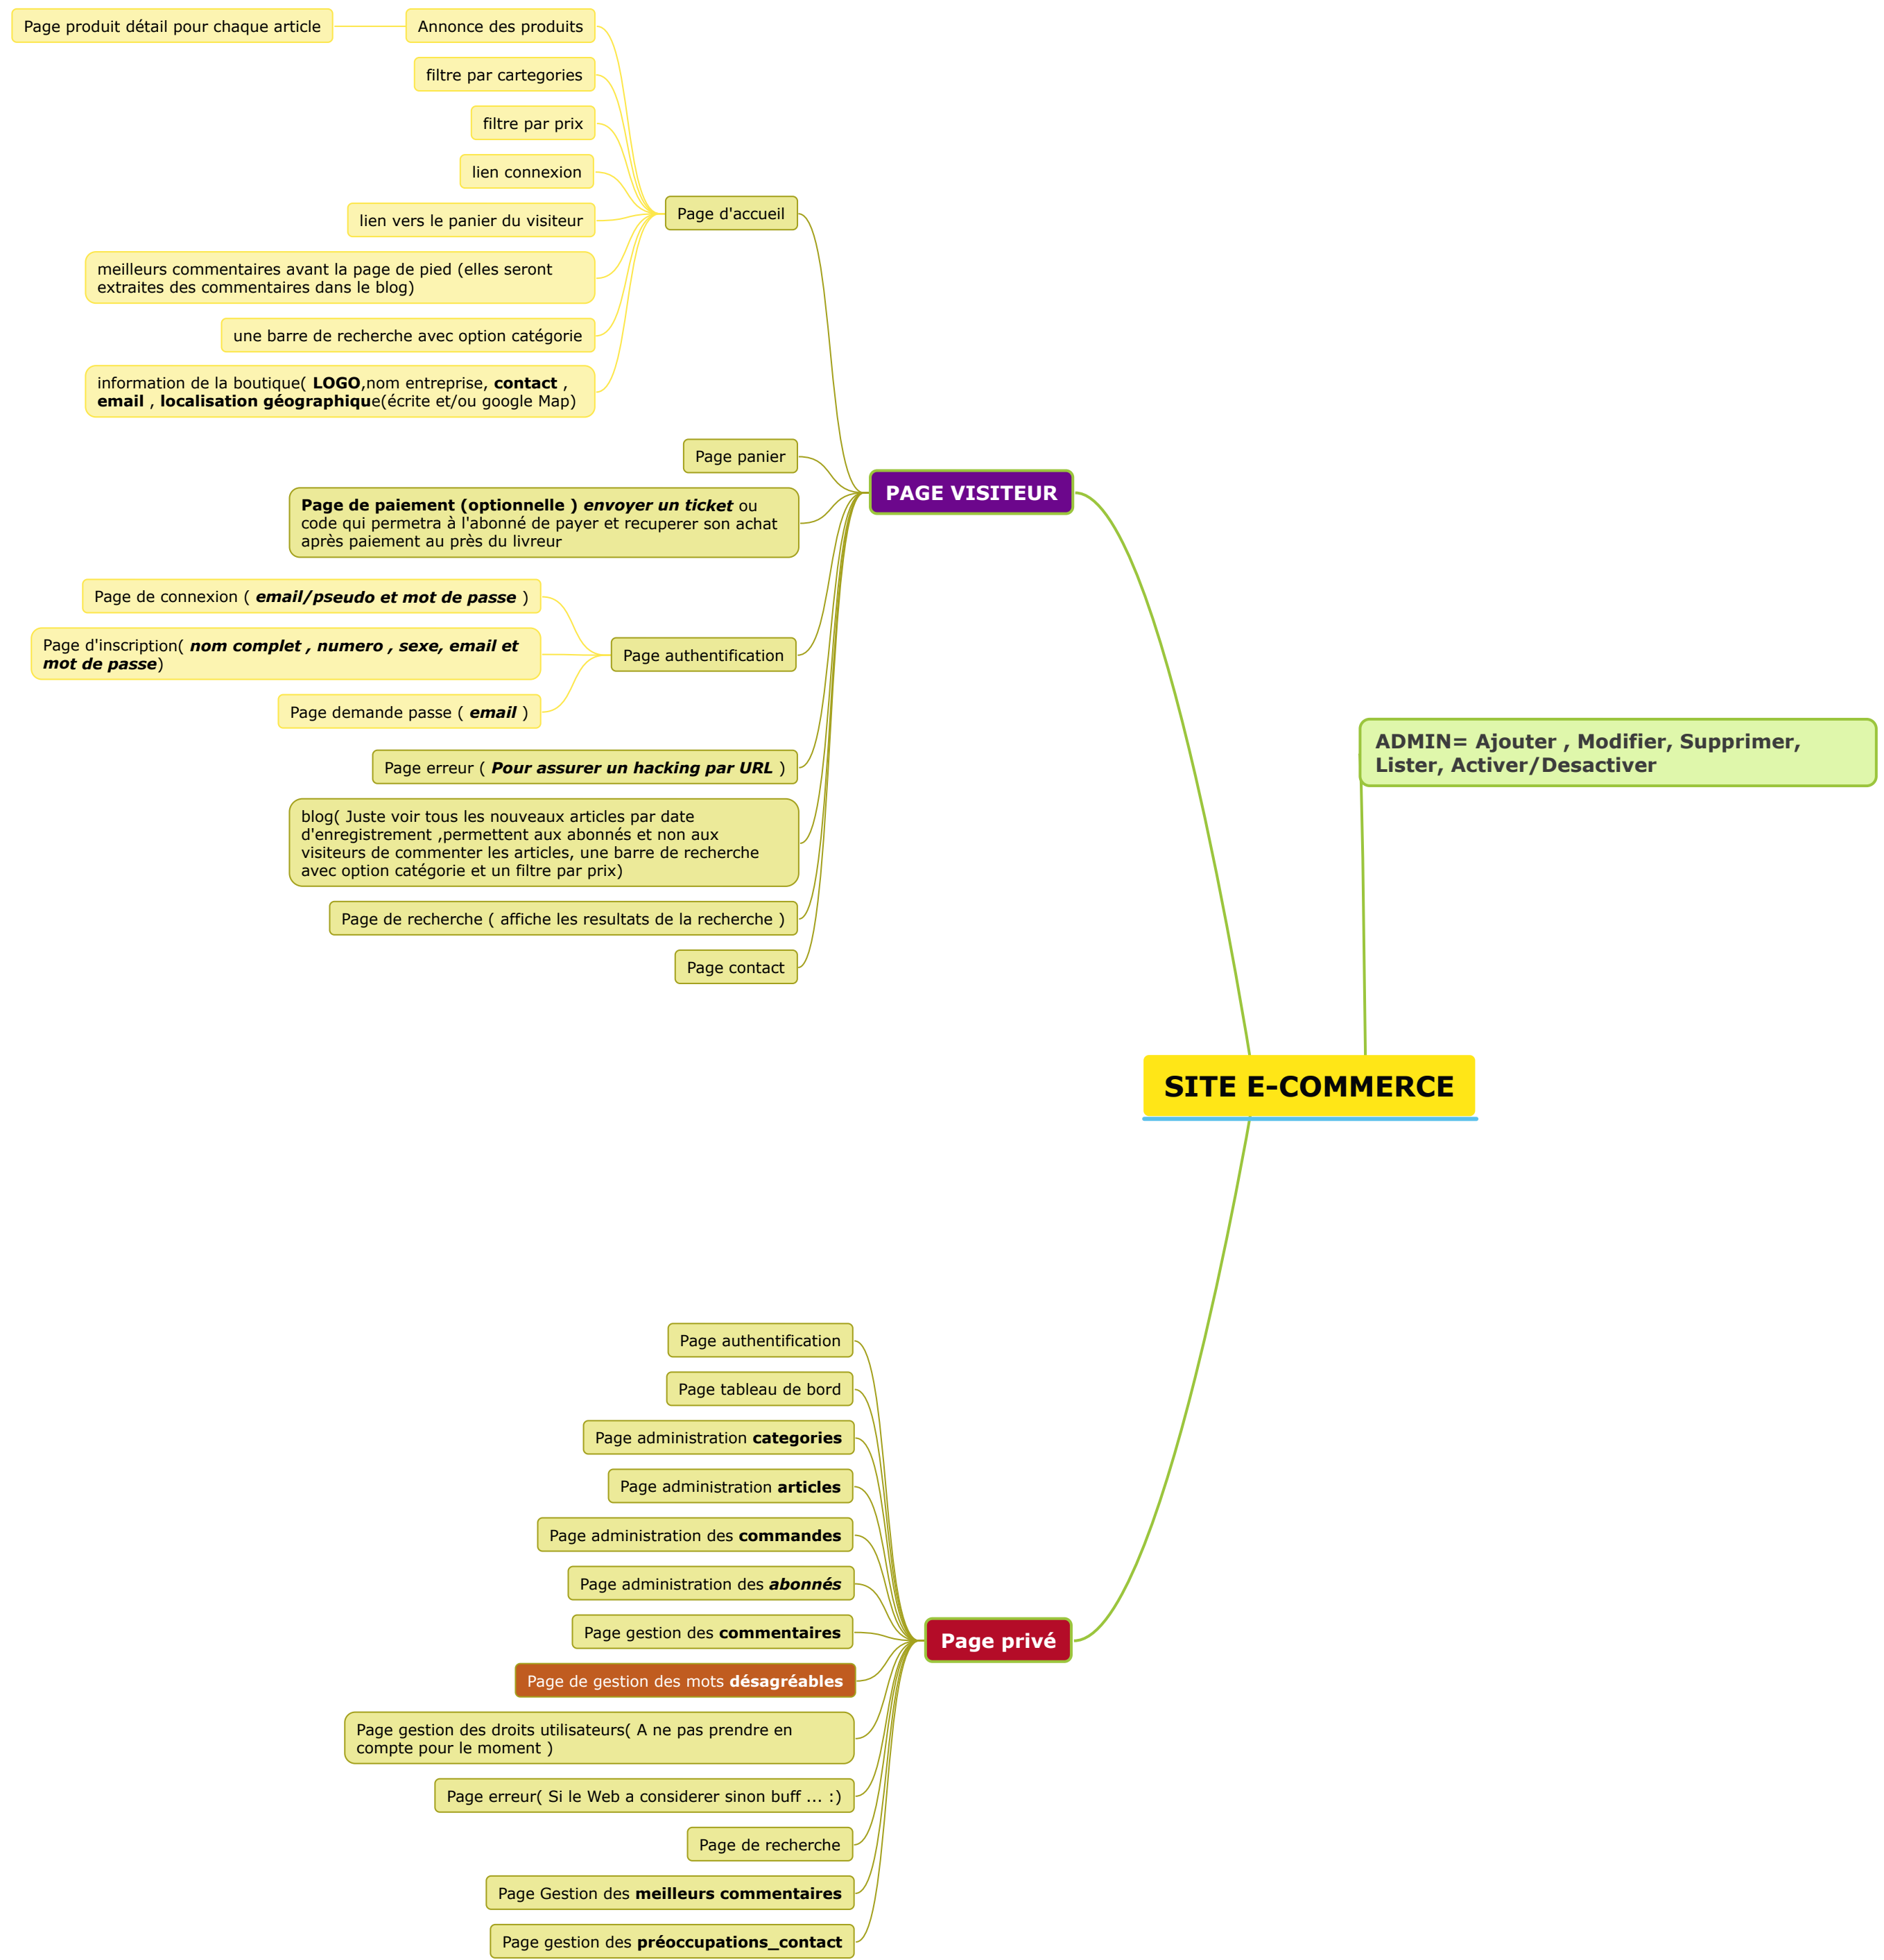 Page produit détail pour chaque article
Annonce des produits
filtre par cartegories
filtre par prix
lien connexion
lien vers le panier du visiteur
Page d'accueil
meilleurs commentaires avant la page de pied (elles seront
extraites des commentaires dans le blog)
une barre de recherche avec option catégorie
information de la boutique( LOGO,nom entreprise, contact ,
email , localisation géographique(écrite et/ou google Map)
Page panier
PAGE VISITEUR
Page de paiement (optionnelle ) envoyer un ticket ou
code qui permetra à l'abonné de payer et recuperer son achat
après paiement au près du livreur
Page de connexion ( email/pseudo et mot de passe )
Page d'inscription( nom complet , numero , sexe, email et
mot de passe)
Page authentification
Page demande passe ( email )
Page erreur ( Pour assurer un hacking par URL )
blog( Juste voir tous les nouveaux articles par date
d'enregistrement ,permettent aux abonnés et non aux
visiteurs de commenter les articles, une barre de recherche
avec option catégorie et un filtre par prix)
Page de recherche ( affiche les resultats de la recherche )
Page contact
ADMIN= Ajouter , Modifier, Supprimer,
Lister, Activer/Desactiver
SITE E-COMMERCE
Page authentification
Page tableau de bord
Page administration categories
Page administration articles
Page administration des commandes
Page administration des abonnés
Page gestion des commentaires
Page privé
Page de gestion des mots désagréables
Page gestion des droits utilisateurs( A ne pas prendre en
compte pour le moment )
Page erreur( Si le Web a considerer sinon buff ... :)
Page de recherche
Page Gestion des meilleurs commentaires
Page gestion des préoccupations_contact